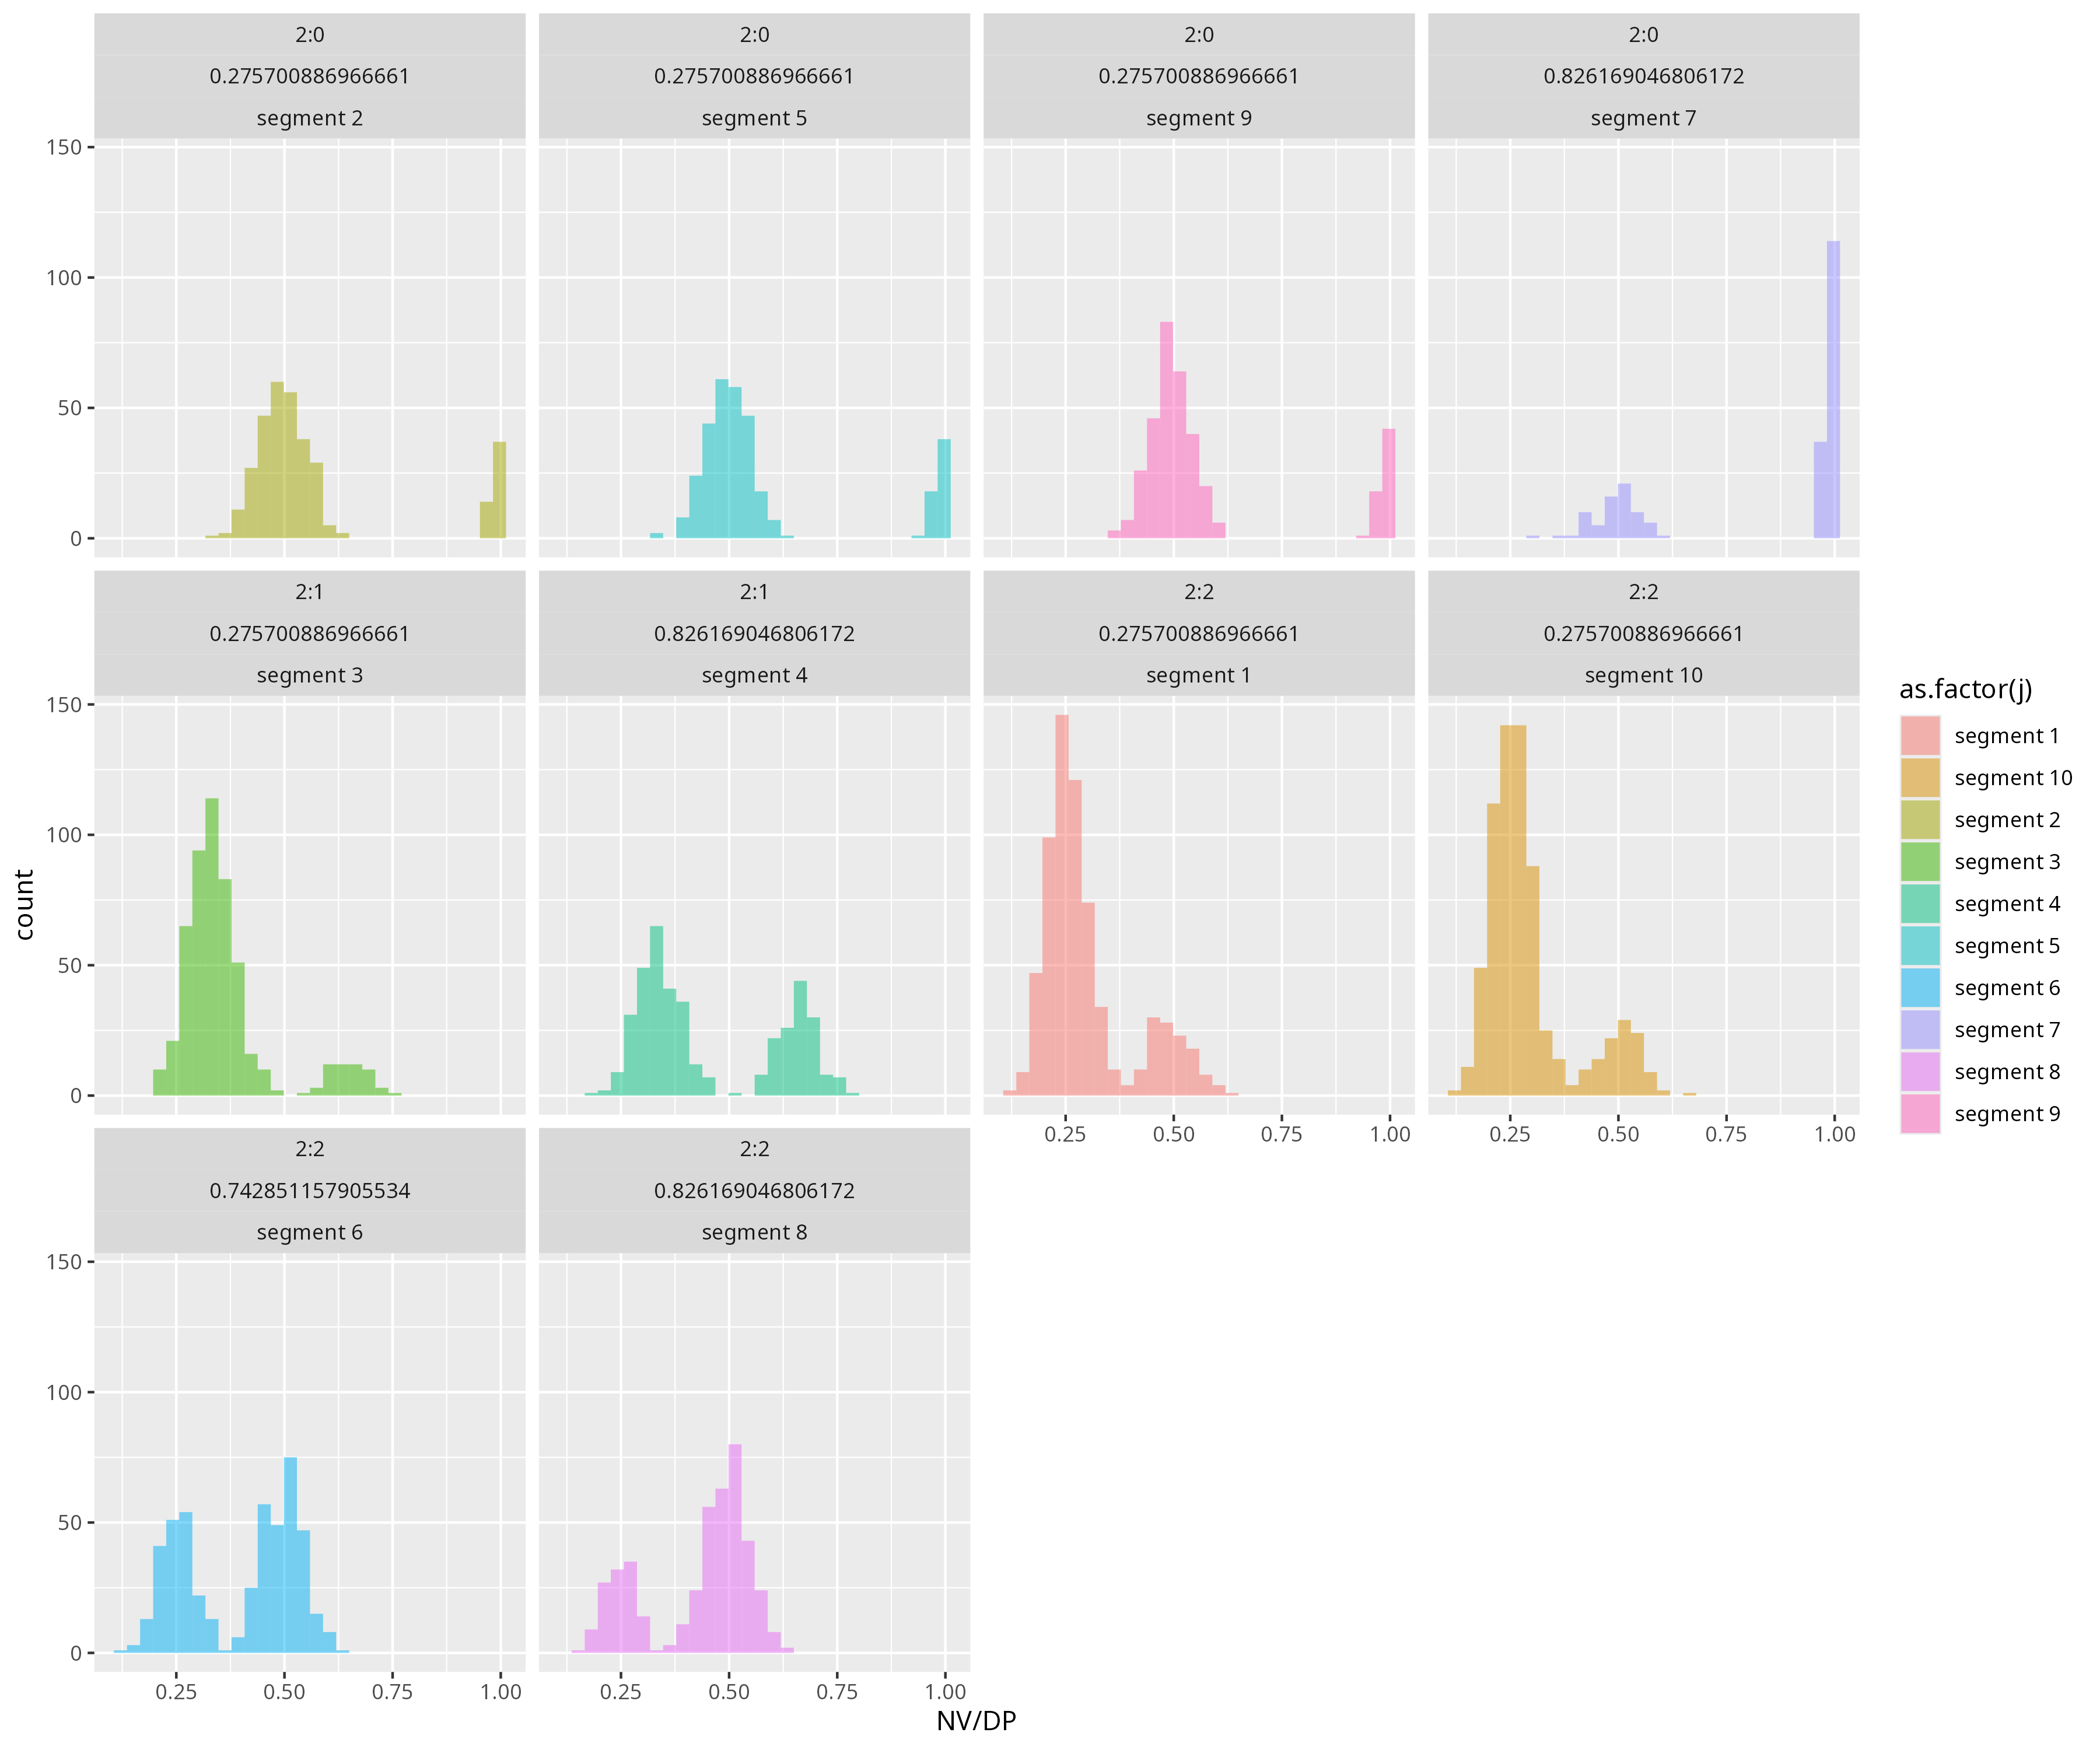 2:0
0.275700886966661
segment 2
2:0
0.275700886966661
segment 5
2:0
0.275700886966661
segment 9
2:0
0.826169046806172
segment 7
150
100
50
0
2:1
0.275700886966661
segment 3
2:1
0.826169046806172
segment 4
2:2
0.275700886966661
segment 1
2:2
0.275700886966661
segment 10
150
100
50
0
0.25 0.50 0.75 1.00
0.25 0.50 0.75 1.00
2:2
0.742851157905534
segment 6
2:2
0.826169046806172
segment 8
150
100
50
0
0.25 0.50 0.75 1.00
0.25 0.50 0.75 1.00
NV/DP
count
as.factor(j)
segment 1
segment 10
segment 2
segment 3
segment 4
segment 5
segment 6
segment 7
segment 8
segment 9